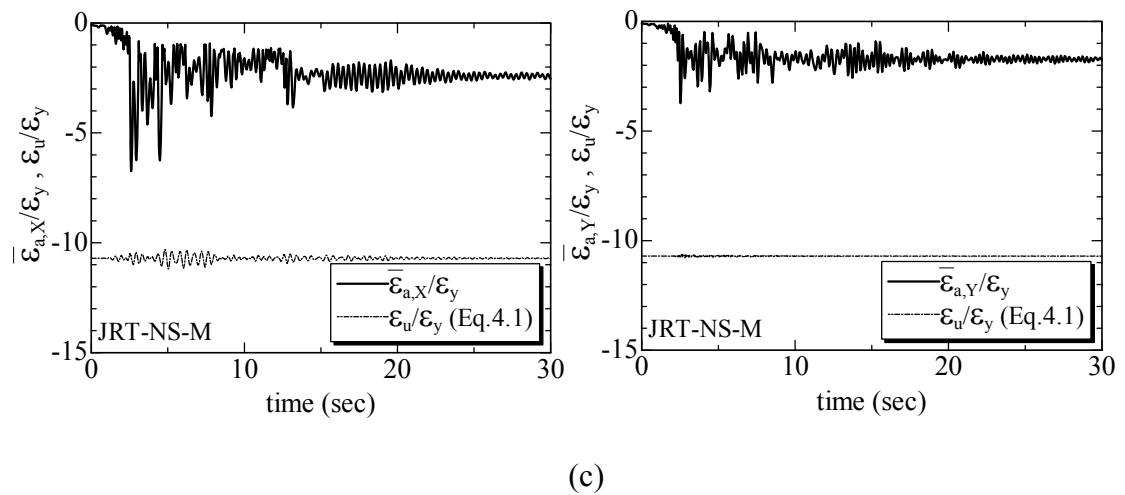 0
-5
-10
-15
ε̅a,X/εy , εu/εy
ε̅a,X/εy
εu/εy (Eq.4.1)
JRT-NS-M
0 10 20 30
time (sec)
0
-5
-10
-15
ε̅a,Y/εy , εu/εy
ε̅a,Y/εy
εu/εy (Eq.4.1)
JRT-NS-M
0 10 20 30
time (sec)
(c)